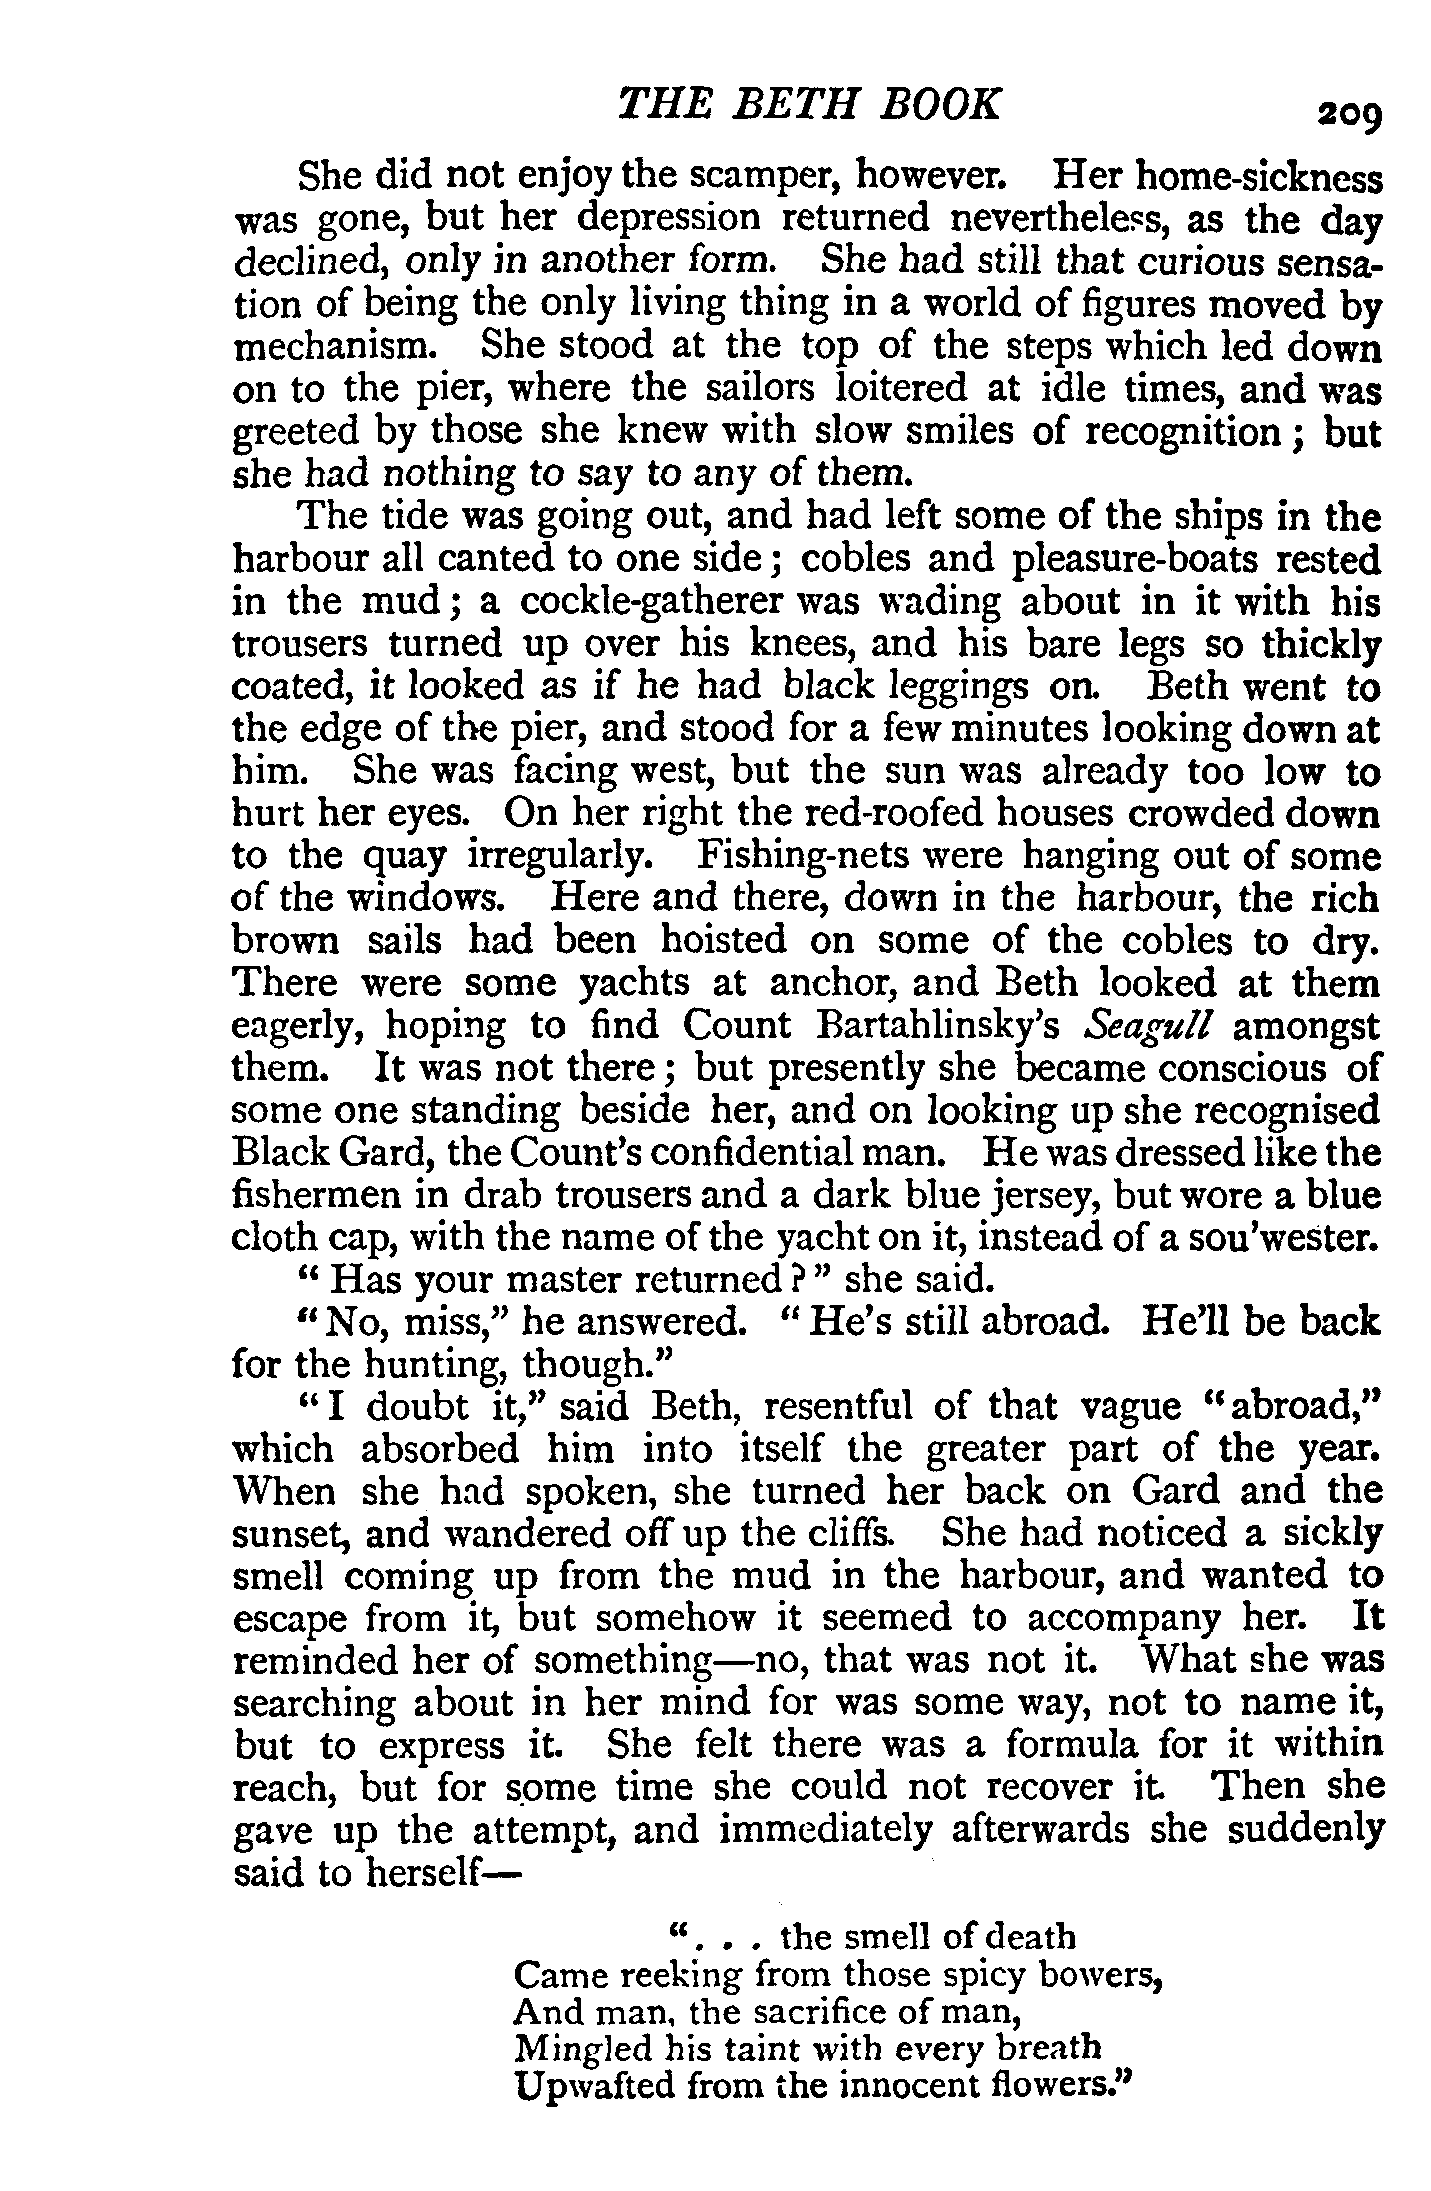 THE BETH BOOK 209
She did not enjoy the scamper, however. Her home-sickness
was gone, but her depression returned nevertheless, as the day
declined, only in another form. She had still that curious sensa-
tion of being the only living thing in a world of figures moved by
mechanism. She stood at the top of the steps which led down
on to the pier, where the sailors loitered at idle times, and was
greeted by those she knew with slow smiles of recognition; but
she had nothing to say to any of them.
The tide was going out, and had left some of the ships in the
harbour all canted to one side; cobles and pleasure-boats rested
in the mud; a cockle-gatherer was wading about in it with his
trousers turned up over his knees, and his bare legs so thickly
coated, it looked as if he had black leggings on. Beth went to
the edge of the pier, and stood for a few minutes looking down at
him. She was facing west, but the sun was already too low to
hurt her eyes. On her right the red-roofed houses crowded down
to the quay irregularly. Fishing-nets were hanging out of some
of the windows. Here and there, down in the harbour, the rich
brown sails had been hoisted on some of the cobles to dry.
There were some yachts at anchor, and Beth looked at them
eagerly, hoping to find Count Bartahlinsky's Seagull amongst
them. It was not there; but presently she became conscious of
some one standing beside her, and on looking up she recognised
Black Gard, the Count's confidential man. He was dressed like the
fishermen in drab trousers and a dark blue jersey, but wore a blue
cloth cap, with the name of the yacht on it, instead of a sou'wester.
"Has your master returned?" she said.
"No, miss," he answered. "He's still abroad. He'll be back
for the hunting, though."
"I doubt it," said Beth, resentful of that vague "abroad,"
which absorbed him into itself the greater part of the year.
When she had spoken, she turned her back on Gard and the
sunset, and wandered off up the cliffs. She had noticed a sickly
smell coming up from the mud in the harbour, and wanted to
escape from it, but somehow it seemed to accompany her. It
reminded her of something—no, that was not it. What she was
searching about in her mind for was some way, not to name it,
but to express it. She felt there was a formula for it within
reach, but for some time she could not recover it. Then she
gave up the attempt, and immediately afterwards she suddenly
said to herself—
". . . the smell of death
Came reeking from those spicy bowers,
And man, the sacrifice of man,
Mingled his taint with every breath
Upwafted from the innocent flowers."